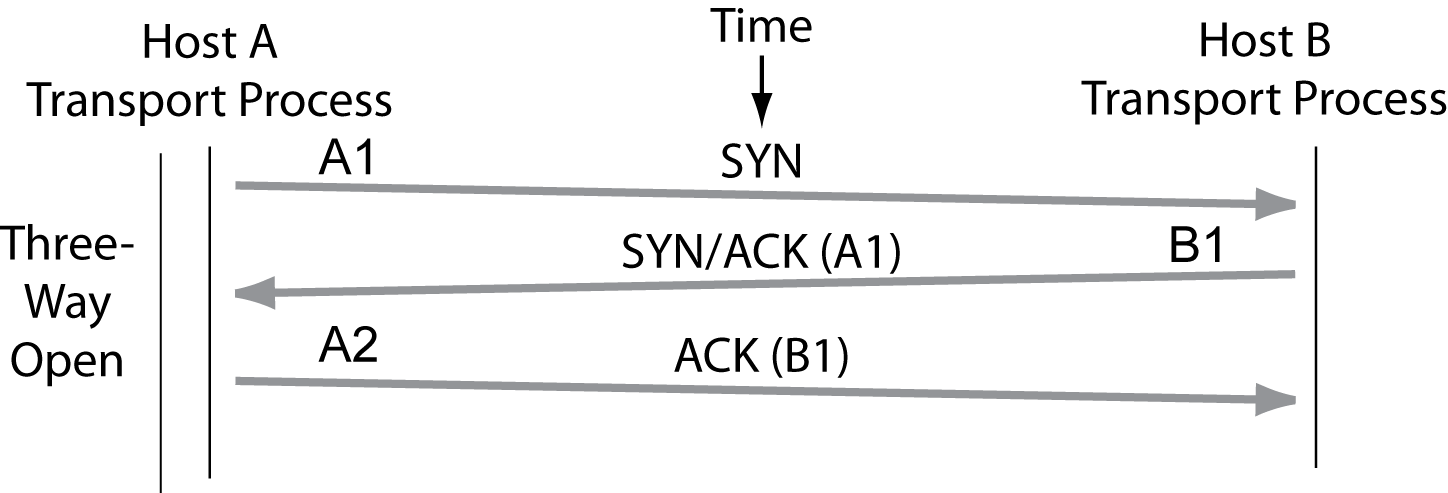 Time
Host A
Transport Process
Host B
Transport Process
A1
SYN
SYN/ACK (A1)
B1
Three-
Way
Open
A2
ACK (B1)